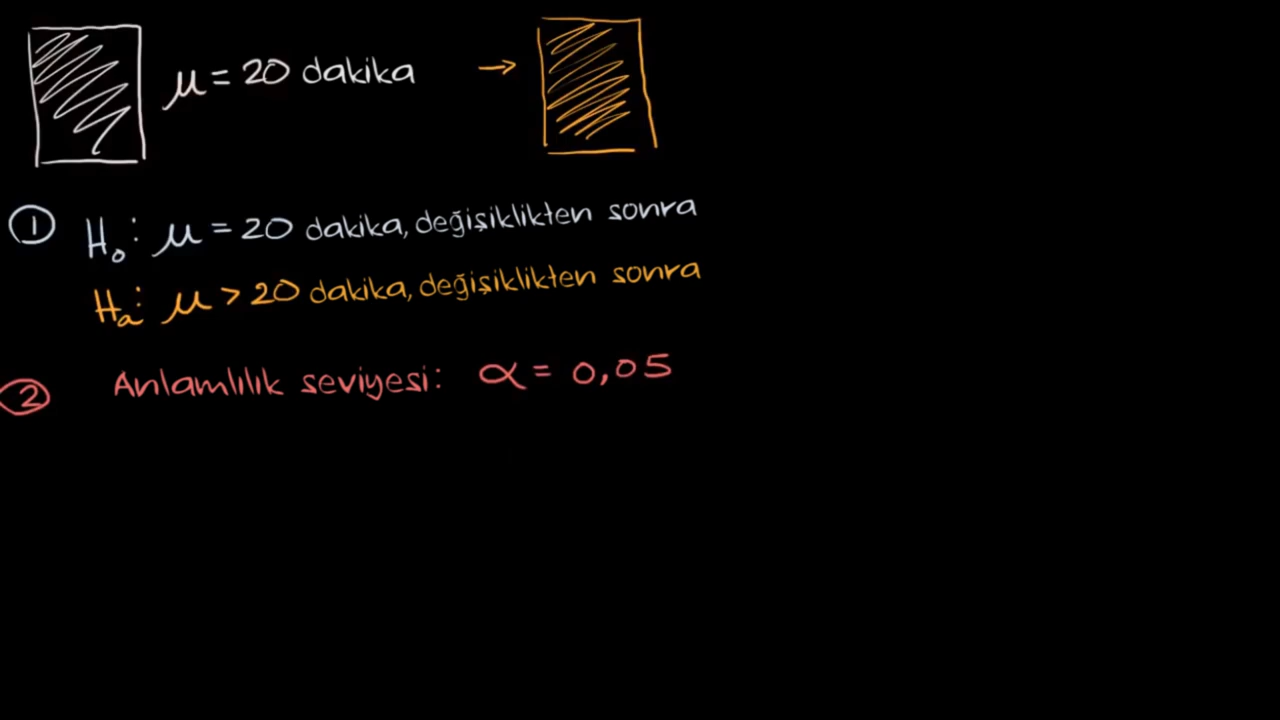 μ = 20 dakika →
1 H₀: μ = 20 dakika, değişiklikten sonra
Hₐ: μ > 20 dakika, değişiklikten sonra
2 Anlamlılık seviyesi: α = 0,05